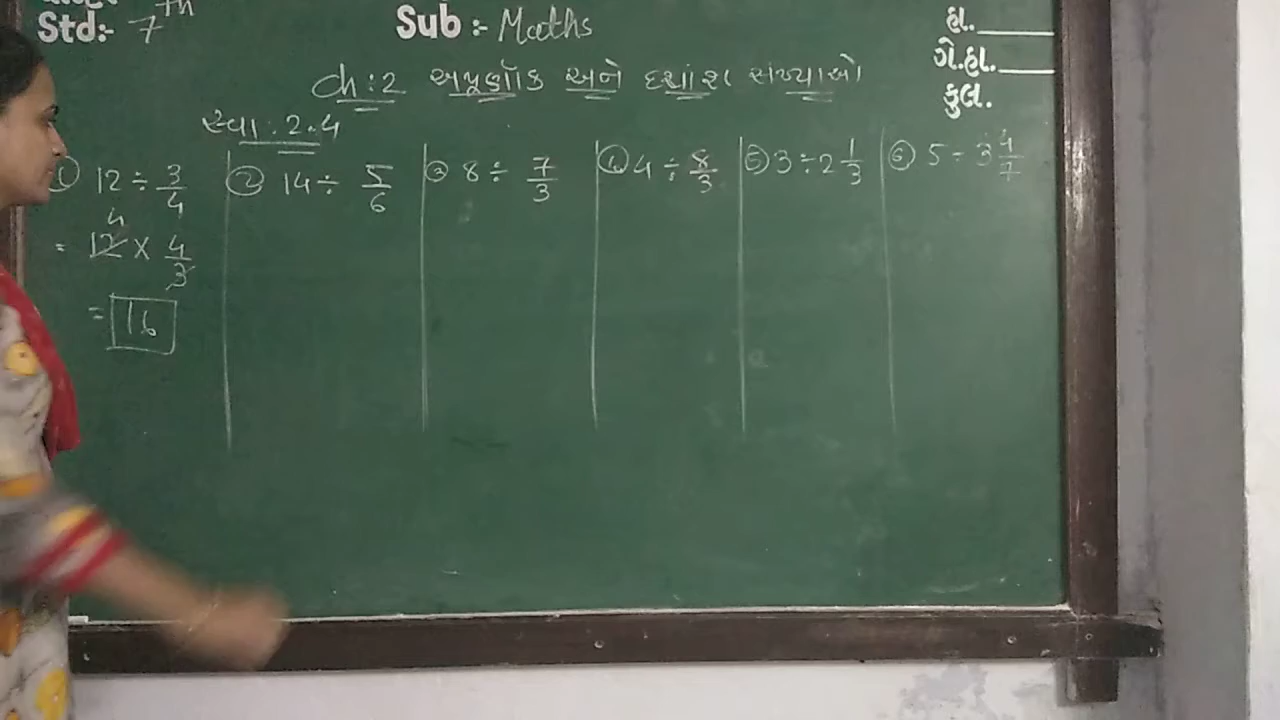 Std:- 7th
Sub :- Maths
હા.
ગે.હા.
કુલ.
ch : 2 અપૂર્ણાંક અને દશાંશ સંખ્યાઓ
સ્વા : 2.4
① 12 ÷ 3/4
= 12 × 4/3
4
= 16
② 14 ÷ 5/6
③ 8 ÷ 7/3
④ 4 ÷ 8/3
⑤ 3 ÷ 2 1/3
⑥ 5 ÷ 3 4/7